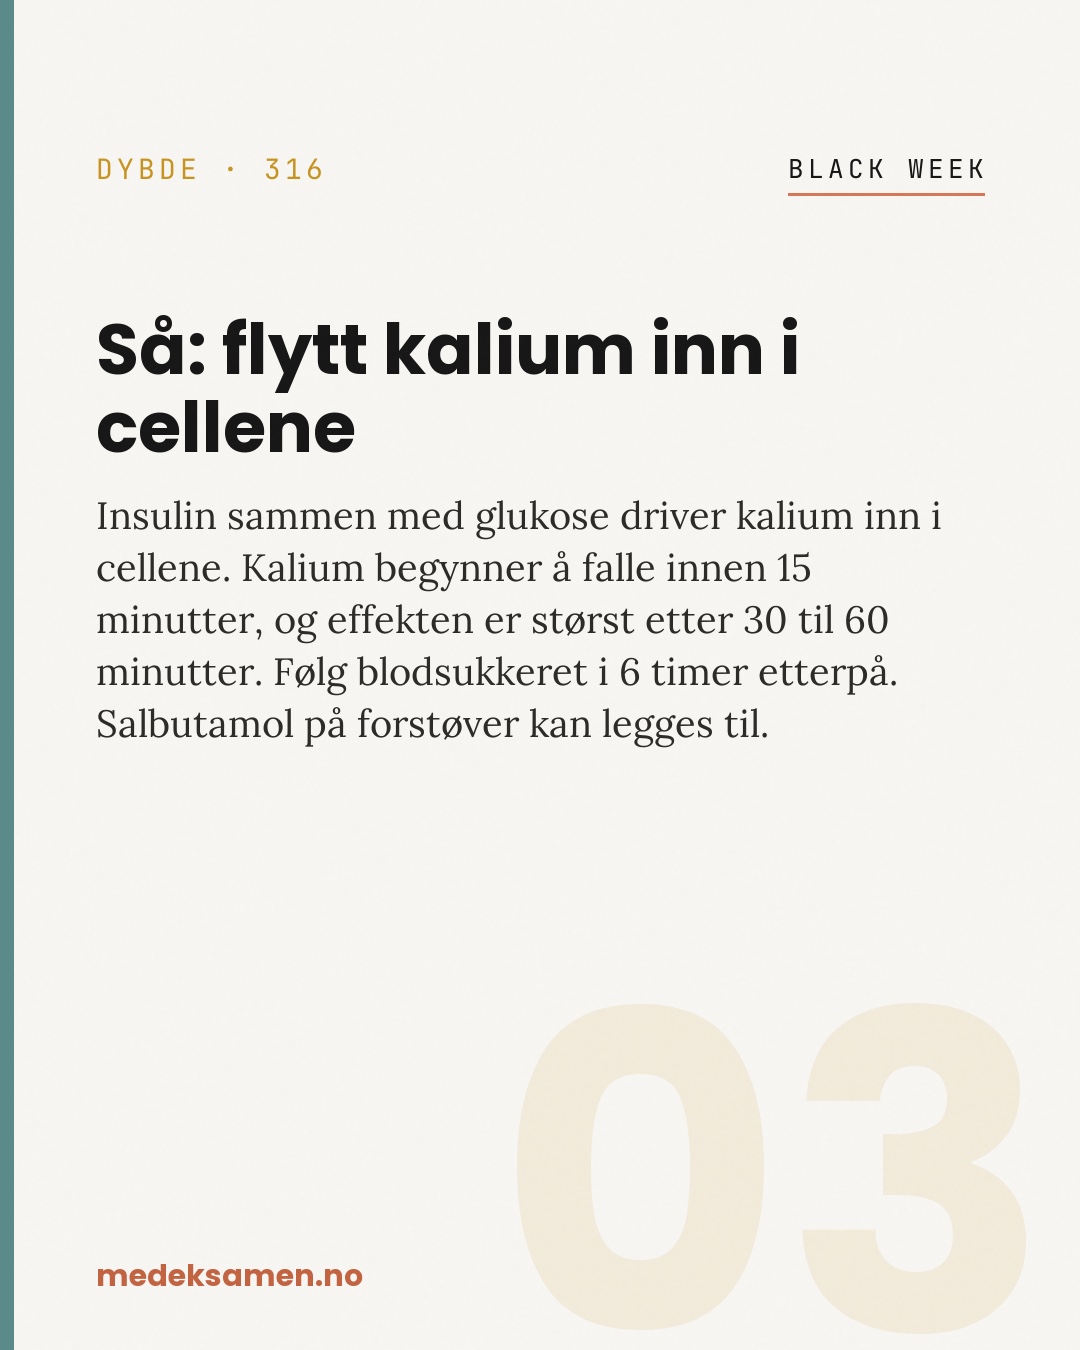 DYBDE · 316
BLACK WEEK
Så: flytt kalium inn i
cellene
Insulin sammen med glukose driver kalium inn i
cellene. Kalium begynner å falle innen 15
minutter, og effekten er størst etter 30 til 60
minutter. Følg blodsukkeret i 6 timer etterpå.
Salbutamol på forstøver kan legges til.
03
medeksamen.no